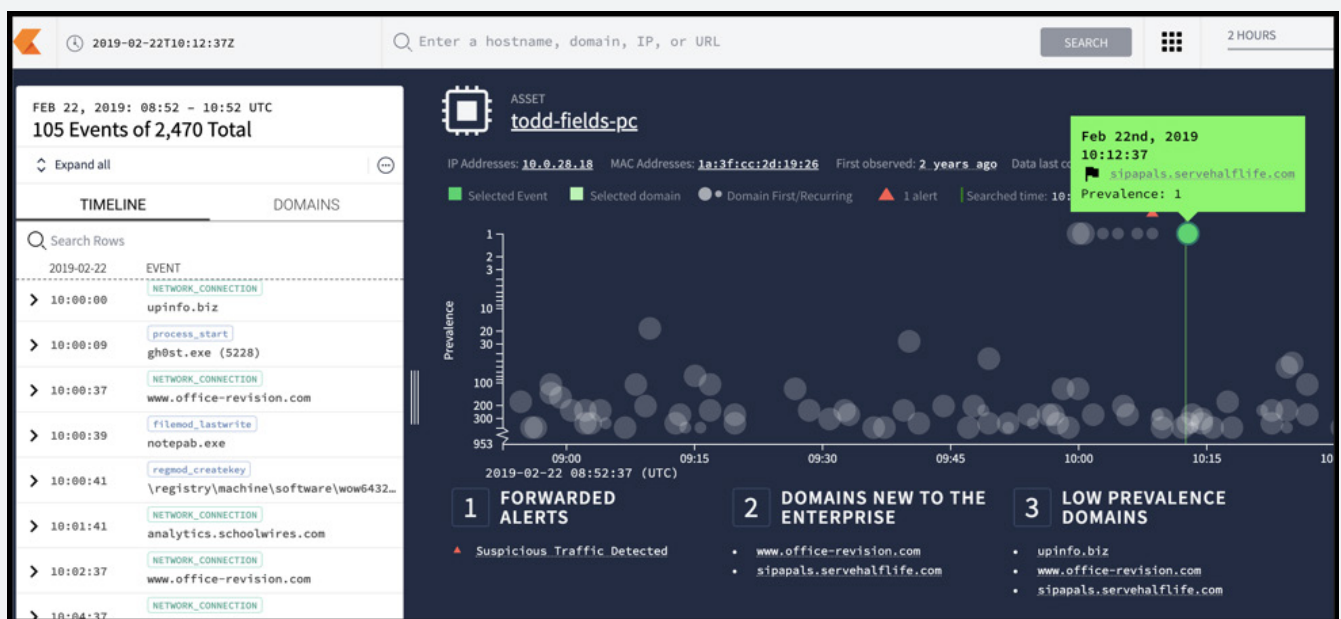 2019-02-22T10:12:37Z
Enter a hostname, domain, IP, or URL
SEARCH
2 HOURS
FEB 22, 2019: 08:52 – 10:52 UTC
105 Events of 2,470 Total
Expand all
TIMELINE DOMAINS
Search Rows
2019-02-22 EVENT
NETWORK_CONNECTION
10:00:00
upinfo.biz
process_start
10:00:09
gh0st.exe (5228)
NETWORK_CONNECTION
10:00:37
www.office-revision.com
filemod_lastwrite
10:00:39
notepab.exe
regmod_createkey
10:00:41
\registry\machine\software\wow6432…
NETWORK_CONNECTION
10:01:41
analytics.schoolwires.com
NETWORK_CONNECTION
10:02:37
www.office-revision.com
NETWORK_CONNECTION
10:04:37
ASSET
todd-fields-pc
IP Addresses: 10.0.28.18 MAC Addresses: 1a:3f:cc:2d:19:26 First observed: 2 years ago Data last
Selected Event Selected domain Domain First/Recurring 1 alert Searched time: 10:
Feb 22nd, 2019
10:12:37
sipapals.servehalflife.com
Prevalence: 1
Prevalence
1
2
3
10
20
30
100
200
300
953
09:00 09:15 09:30 09:45 10:00 10:15 10
2019-02-22 08:52:37 (UTC)
1 FORWARDED
ALERTS
Suspicious Traffic Detected
2 DOMAINS NEW TO THE
ENTERPRISE
• www.office-revision.com
• sipapals.servehalflife.com
3 LOW PREVALENCE
DOMAINS
• upinfo.biz
• www.office-revision.com
• sipapals.servehalflife.com